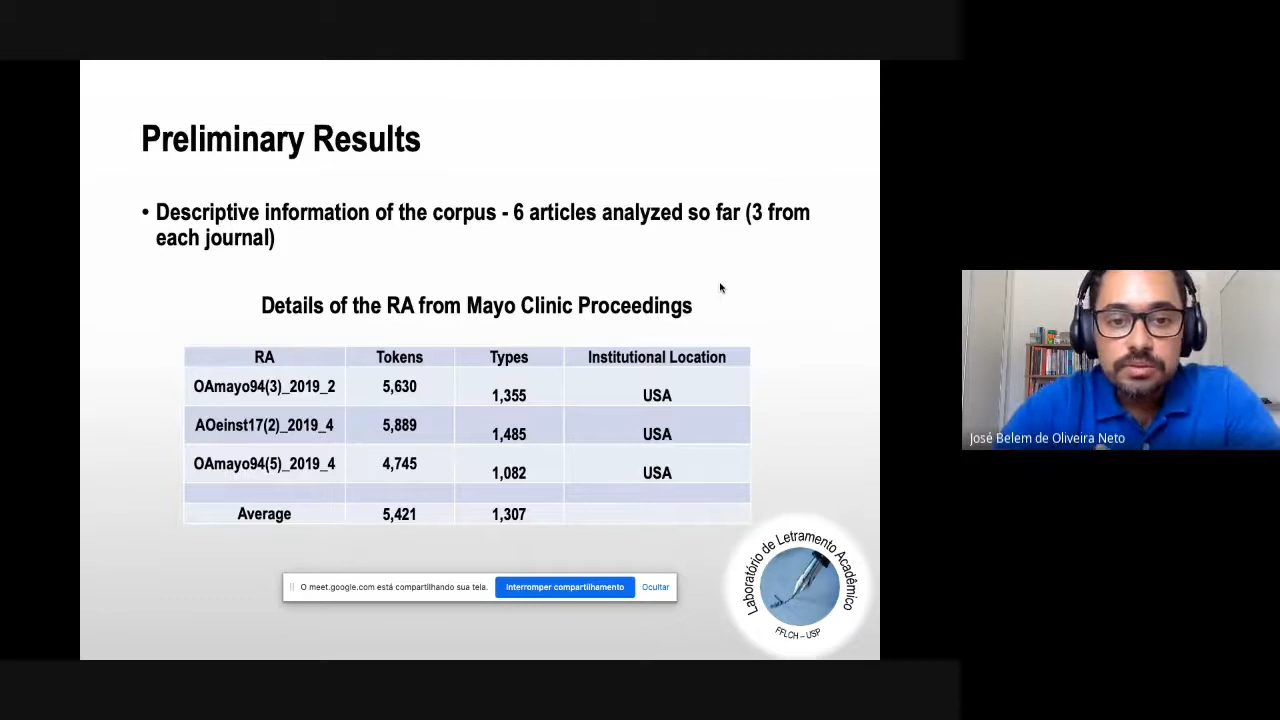 Preliminary Results
• Descriptive information of the corpus - 6 articles analyzed so far (3 from
each journal)
Details of the RA from Mayo Clinic Proceedings
RA Tokens Types Institutional Location
OAmayo94(3)_2019_2 5,630 1,355 USA
AOeinst17(2)_2019_4 5,889 1,485 USA
OAmayo94(5)_2019_4 4,745 1,082 USA
Average 5,421 1,307
O meet.google.com está compartilhando sua tela. Interromper compartilhamento Ocultar
Laboratório de Letramento Acadêmico
FFLCH – USP
José Belem de Oliveira Neto